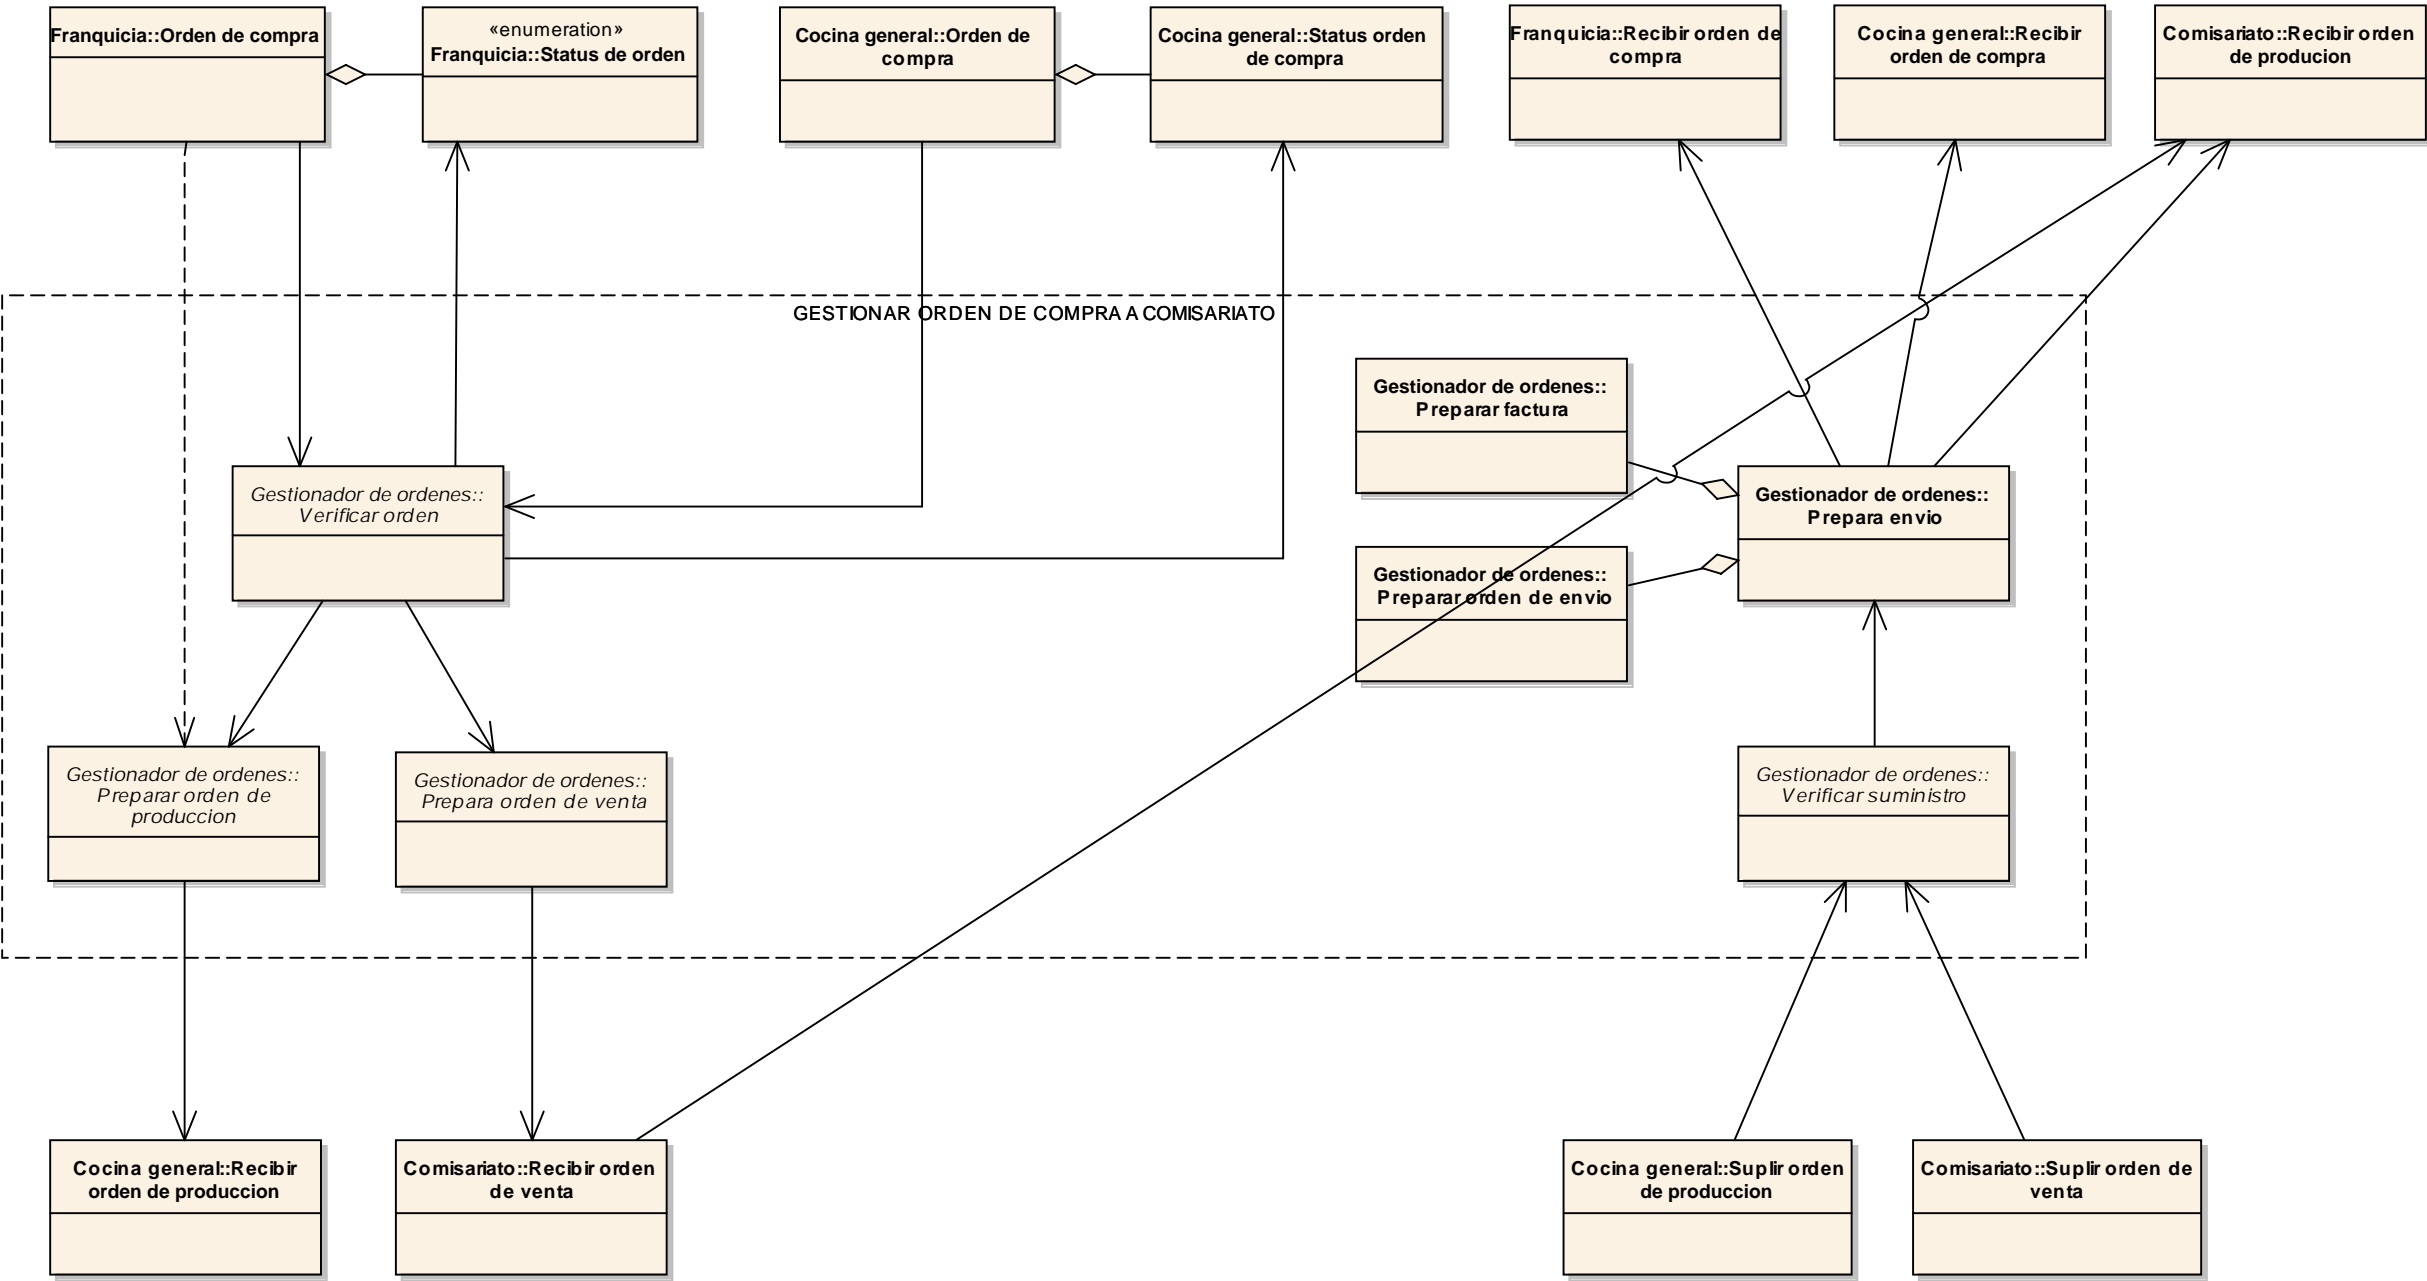 Franquicia::Orden de compra
«enumeration»
Franquicia::Status de orden
Cocina general::Orden de
compra
Cocina general::Status orden
de compra
Franquicia::Recibir orden de
compra
Cocina general::Recibir
orden de compra
Comisariato::Recibir orden
de producion
GESTIONAR ORDEN DE COMPRA A COMISARIATO
Gestionador de ordenes::
Preparar factura
Gestionador de ordenes::
Verificar orden
Gestionador de ordenes::
Prepara envio
Gestionador de ordenes::
Preparar orden de envio
Gestionador de ordenes::
Preparar orden de
produccion
Gestionador de ordenes::
Prepara orden de venta
Gestionador de ordenes::
Verificar suministro
Cocina general::Recibir
orden de produccion
Comisariato::Recibir orden
de venta
Cocina general::Suplir orden
de produccion
Comisariato::Suplir orden de
venta